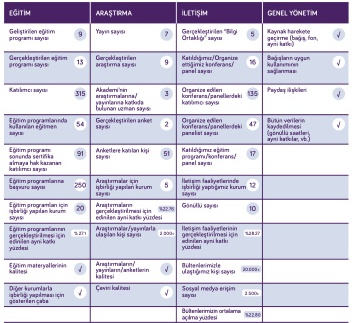 EĞİTİM
ARAŞTIRMA
İLETİŞİM
GENEL YÖNETİM
Geliştirilen eğitim
programı sayısı
9
Yayın sayısı
7
Gerçekleştirilen "Bilgi
Ortaklığı" sayısı
5
Kaynak harekete
geçirme (bağış, fon,
ayni katkı)
√
Gerçekleştirilen eğitim
programı sayısı
13
Gerçekleştirilen
araştırma sayısı
9
Katıldığımız/Organize
ettiğimiz konferans/
panel sayısı
16
Bağışların uygun
kullanımının
sağlanması
√
Katılımcı sayısı
315
Akademi'nin
araştırmalarına/
yayınlarına katkıda
bulunan uzman sayısı
3
Organize edilen
konferans/panellerdeki
katılımcı sayısı
135
Paydaş ilişkileri
√
Eğitim programlarında
kullanılan eğitmen
sayısı
54
Gerçekleştirilen anket
sayısı
2
Organize edilen
konferans/panellerdeki
panelist sayısı
47
Bütün verilerin
kaydedilmesi
(gönüllü saatleri,
ayni katkılar, vb.)
√
Eğitim programı
sonunda sertifika
almaya hak kazanan
katılımcı sayısı
91
Anketlere katılan kişi
sayısı
51
Katıldığımız eğitim
programı/konferans/
panel sayısı
17
Eğitim programlarına
başvuru sayısı
250
Araştırmalar için
işbirliği yapılan kurum
sayısı
5
İletişim faaliyetlerinde
işbirliği yaptığımız kurum
sayısı
12
Eğitim programları için
işbirliği yapılan kurum
sayısı
20
Araştırmaların
gerçekleştirilmesi için
edinilen ayni katkı yüzdesi
%22.76
Gönüllü sayısı
10
Eğitim programlarının
gerçekleştirilmesi için
edinilen ayni katkı
yüzdesi
Araştırmalar/yayınlarla
ulaşılan kişi sayısı
2.000+
İletişim faaliyetlerinin
gerçekleştirilmesi için
edinilen ayni katkı
yüzdesi
Eğitim materyallerinin
kalitesi
√
Araştırmaların/
yayınların/anketlerin
kalitesi
√
Bültenlerimizle
ulaştığımız kişi sayısı
20.000+
Diğer kurumlarla
işbirliği yapılması için
gösterilen çaba
√
Çeviri kalitesi
√
Sosyal medya erişim
sayısı
2.500+
Bültenlerimizin ortalama
açılma yüzdesi
%22.80